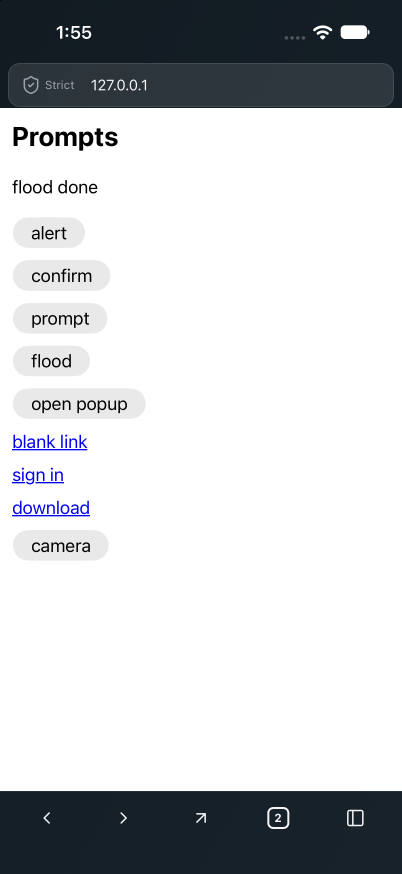 1:55
Strict 127.0.0.1
Prompts
flood done
alert
confirm
prompt
flood
open popup
blank link
sign in
download
camera
2